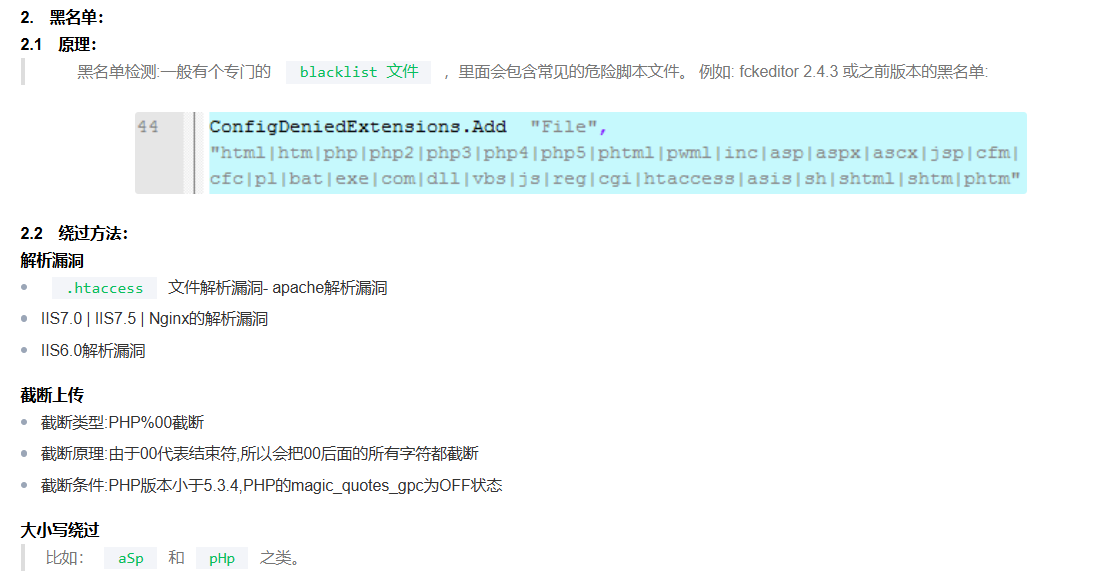 2. 黑名单:
2.1 原理:
黑名单检测:一般有个专门的 blacklist 文件 ，里面会包含常见的危险脚本文件。 例如: fckeditor 2.4.3 或之前版本的黑名单:
44 ConfigDeniedExtensions.Add "File",
"html|htm|php|php2|php3|php4|php5|phtml|pwml|inc|asp|aspx|ascx|jsp|cfm|
cfc|pl|bat|exe|com|dll|vbs|js|reg|cgi|htaccess|asis|sh|shtml|shtm|phtm"
2.2 绕过方法:
解析漏洞
• .htaccess 文件解析漏洞- apache解析漏洞
• IIS7.0 | IIS7.5 | Nginx的解析漏洞
• IIS6.0解析漏洞
截断上传
• 截断类型:PHP%00截断
• 截断原理:由于00代表结束符,所以会把00后面的所有字符都截断
• 截断条件:PHP版本小于5.3.4,PHP的magic_quotes_gpc为OFF状态
大小写绕过
比如： aSp 和 pHp 之类。